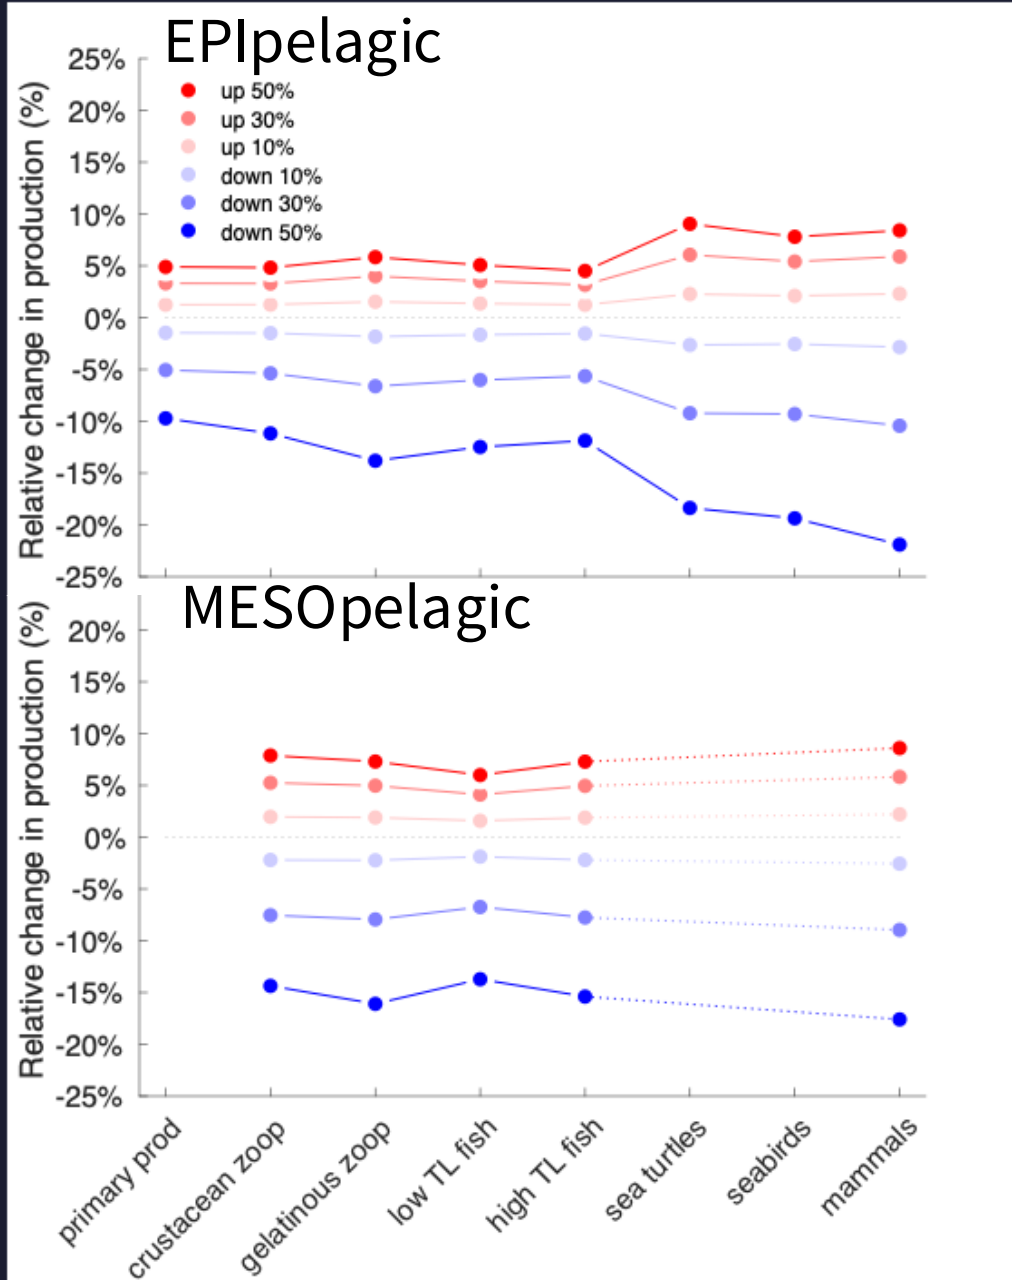 EPIpelagic
Relative change in production (%)
25%
20%
15%
10%
5%
0%
-5%
-10%
-15%
-20%
-25%
up 50%
up 30%
up 10%
down 10%
down 30%
down 50%
MESOpelagic
Relative change in production (%)
20%
15%
10%
5%
0%
-5%
-10%
-15%
-20%
-25%
primary prod
crustacean zoop
gelatinous zoop
low TL fish
high TL fish
sea turtles
seabirds
mammals